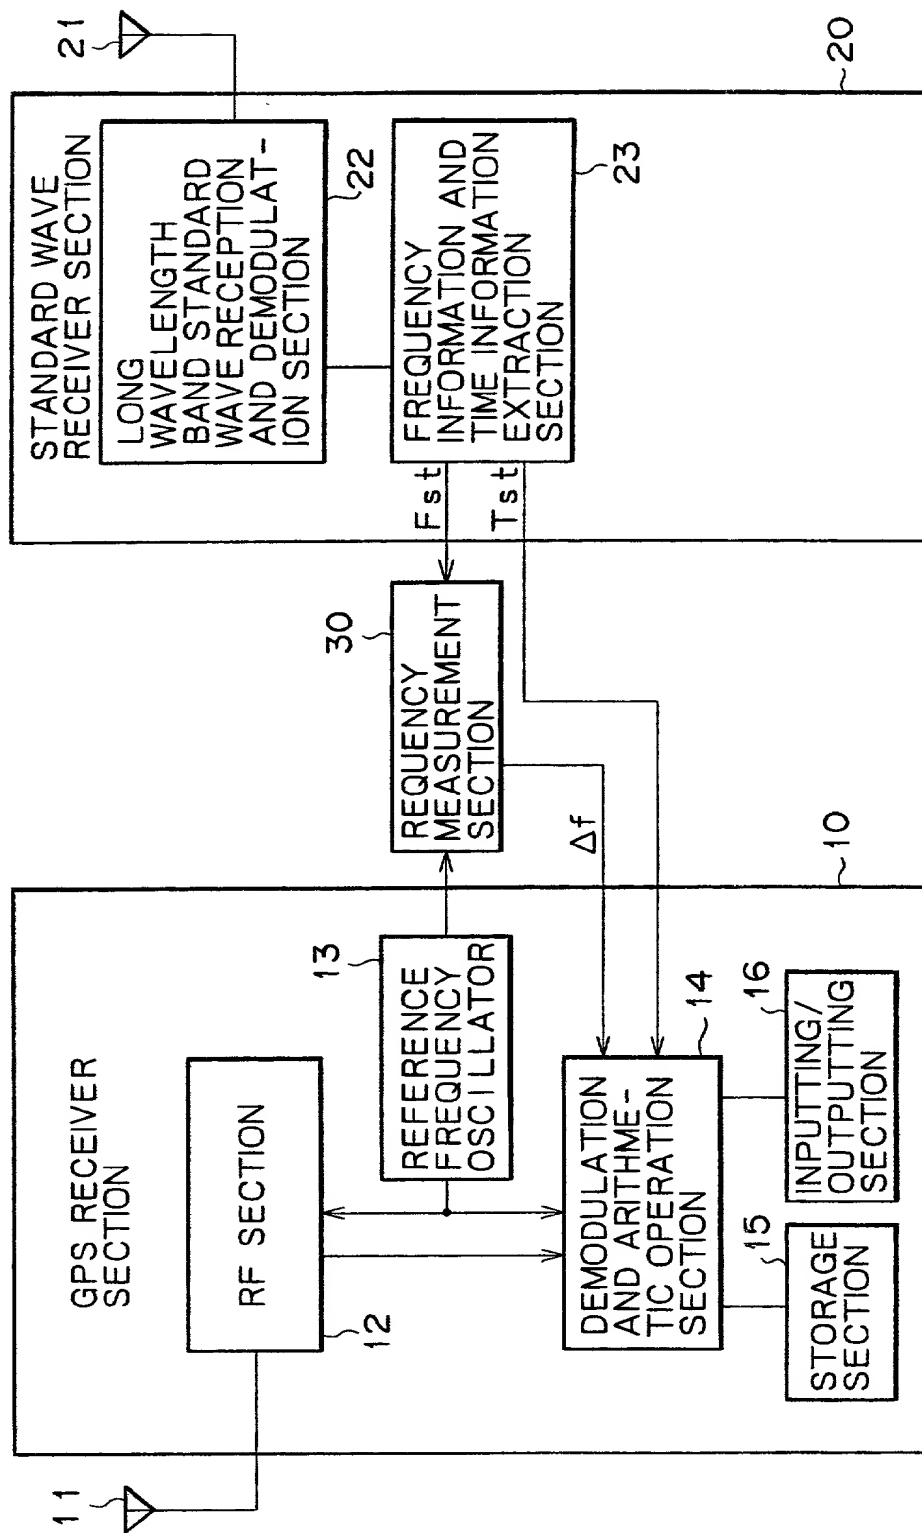 11
GPS RECEIVER
SECTION
RF SECTION
12
13
REFERENCE
FREQUENCY
OSCILLATOR
DEMODULATION
AND ARITHME-
TIC OPERATION
SECTION
14
15
STORAGE
SECTION
16
INPUTTING/
OUTPUTTING
SECTION
10
30
REQUENCY
MEASUREMENT
SECTION
Δf
21
STANDARD WAVE
RECEIVER SECTION
LONG
WAVELENGTH
BAND STANDARD
WAVE RECEPTION
AND DEMODULAT-
ION SECTION
22
FREQUENCY
INFORMATION AND
TIME INFORMATION
EXTRACTION
SECTION
23
Fst
Tst
20